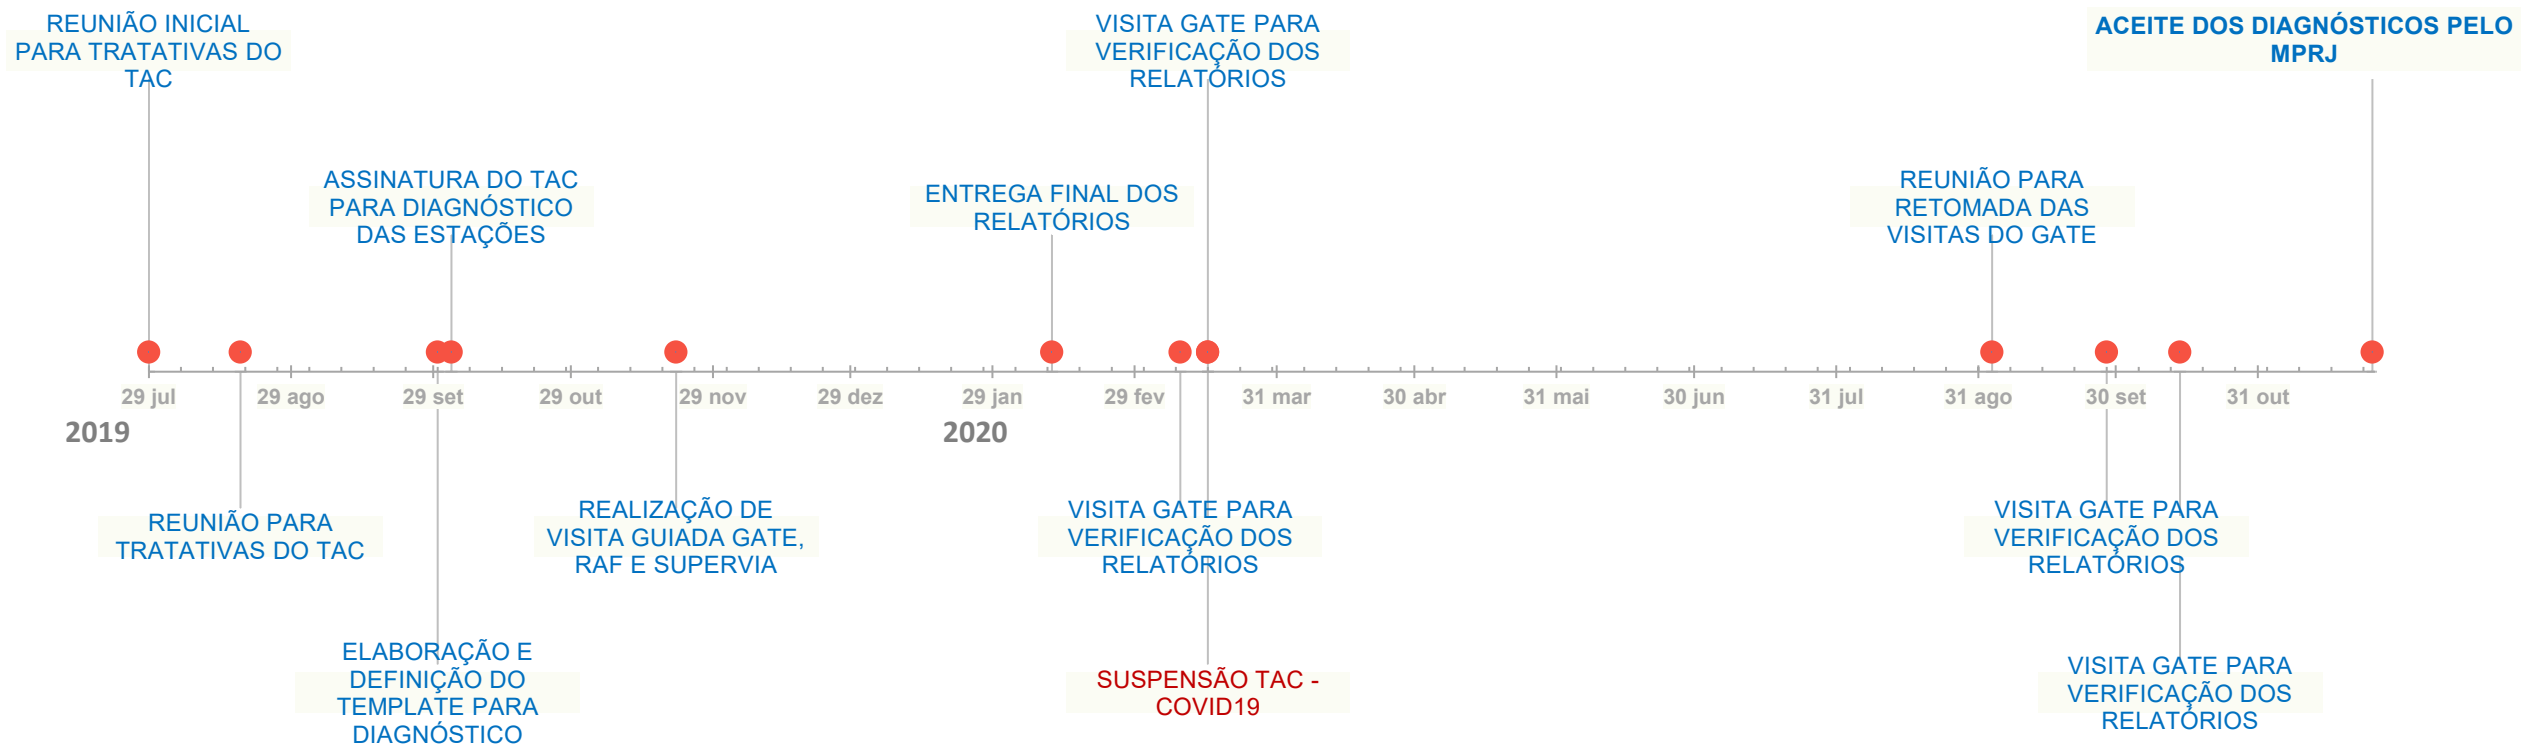 REUNIÃO INICIAL
PARA TRATATIVAS DO
TAC
VISITA GATE PARA
VERIFICAÇÃO DOS
RELATÓRIOS
ACEITE DOS DIAGNÓSTICOS PELO
MPRJ
ASSINATURA DO TAC
PARA DIAGNÓSTICO
DAS ESTAÇÕES
ENTREGA FINAL DOS
RELATÓRIOS
REUNIÃO PARA
RETOMADA DAS
VISITAS DO GATE
29 jul
29 ago
29 set
29 out
29 nov
29 dez
29 jan
29 fev
31 mar
30 abr
31 mai
30 jun
31 jul
31 ago
30 set
31 out
2019
2020
REUNIÃO PARA
TRATATIVAS DO TAC
REALIZAÇÃO DE
VISITA GUIADA GATE,
RAF E SUPERVIA
VISITA GATE PARA
VERIFICAÇÃO DOS
RELATÓRIOS
VISITA GATE PARA
VERIFICAÇÃO DOS
RELATÓRIOS
ELABORAÇÃO E
DEFINIÇÃO DO
TEMPLATE PARA
DIAGNÓSTICO
SUSPENSÃO TAC -
COVID19
VISITA GATE PARA
VERIFICAÇÃO DOS
RELATÓRIOS